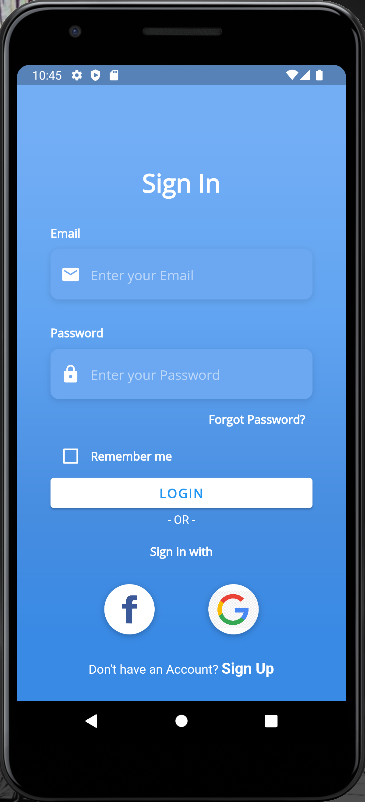 10:45
Sign In
Email
Enter your Email
Password
Enter your Password
Forgot Password?
Remember me
LOGIN
- OR -
Sign in with
f G
Don't have an Account? Sign Up